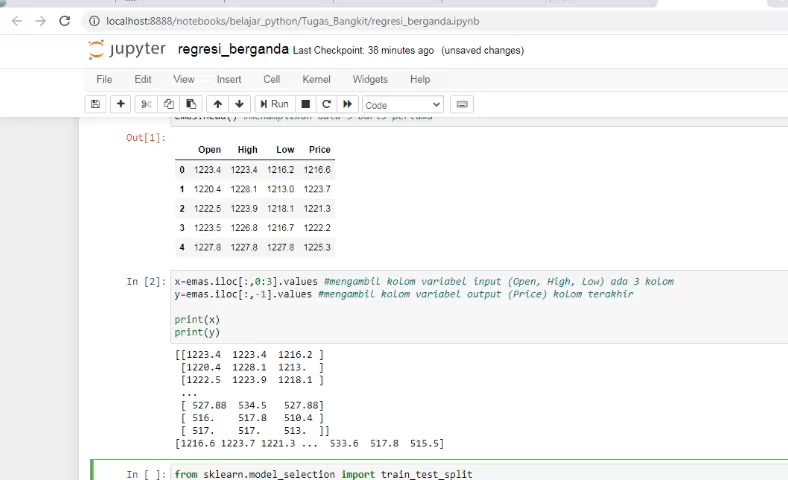 localhost:8888/notebooks/belajar_python/Tugas_Bangkit/regresi_berganda.ipynb
jupyter regresi_berganda Last Checkpoint: 38 minutes ago (unsaved changes)
File Edit View Insert Cell Kernel Widgets Help
Run Code
Out[1]:
Open High Low Price
0 1223.4 1223.4 1216.2 1216.6
1 1220.4 1228.1 1213.0 1223.7
2 1222.5 1223.9 1218.1 1221.3
3 1223.5 1226.8 1216.7 1222.2
4 1227.8 1227.8 1227.8 1225.3
In [2]: x=emas.iloc[:,0:3].values #mengambil kolom variabel input (Open, High, Low) ada 3 kolom
y=emas.iloc[:,-1].values #mengambil kolom variabel output (Price) kolom terakhir
print(x)
print(y)
[[1223.4 1223.4 1216.2 ]
[1220.4 1228.1 1213. ]
[1222.5 1223.9 1218.1 ]
...
[ 527.88 534.5 527.88]
[ 516. 517.8 510.4 ]
[ 517. 517. 513. ]]
[1216.6 1223.7 1221.3 ... 533.6 517.8 515.5]
In [ ]: from sklearn.model_selection import train_test_split